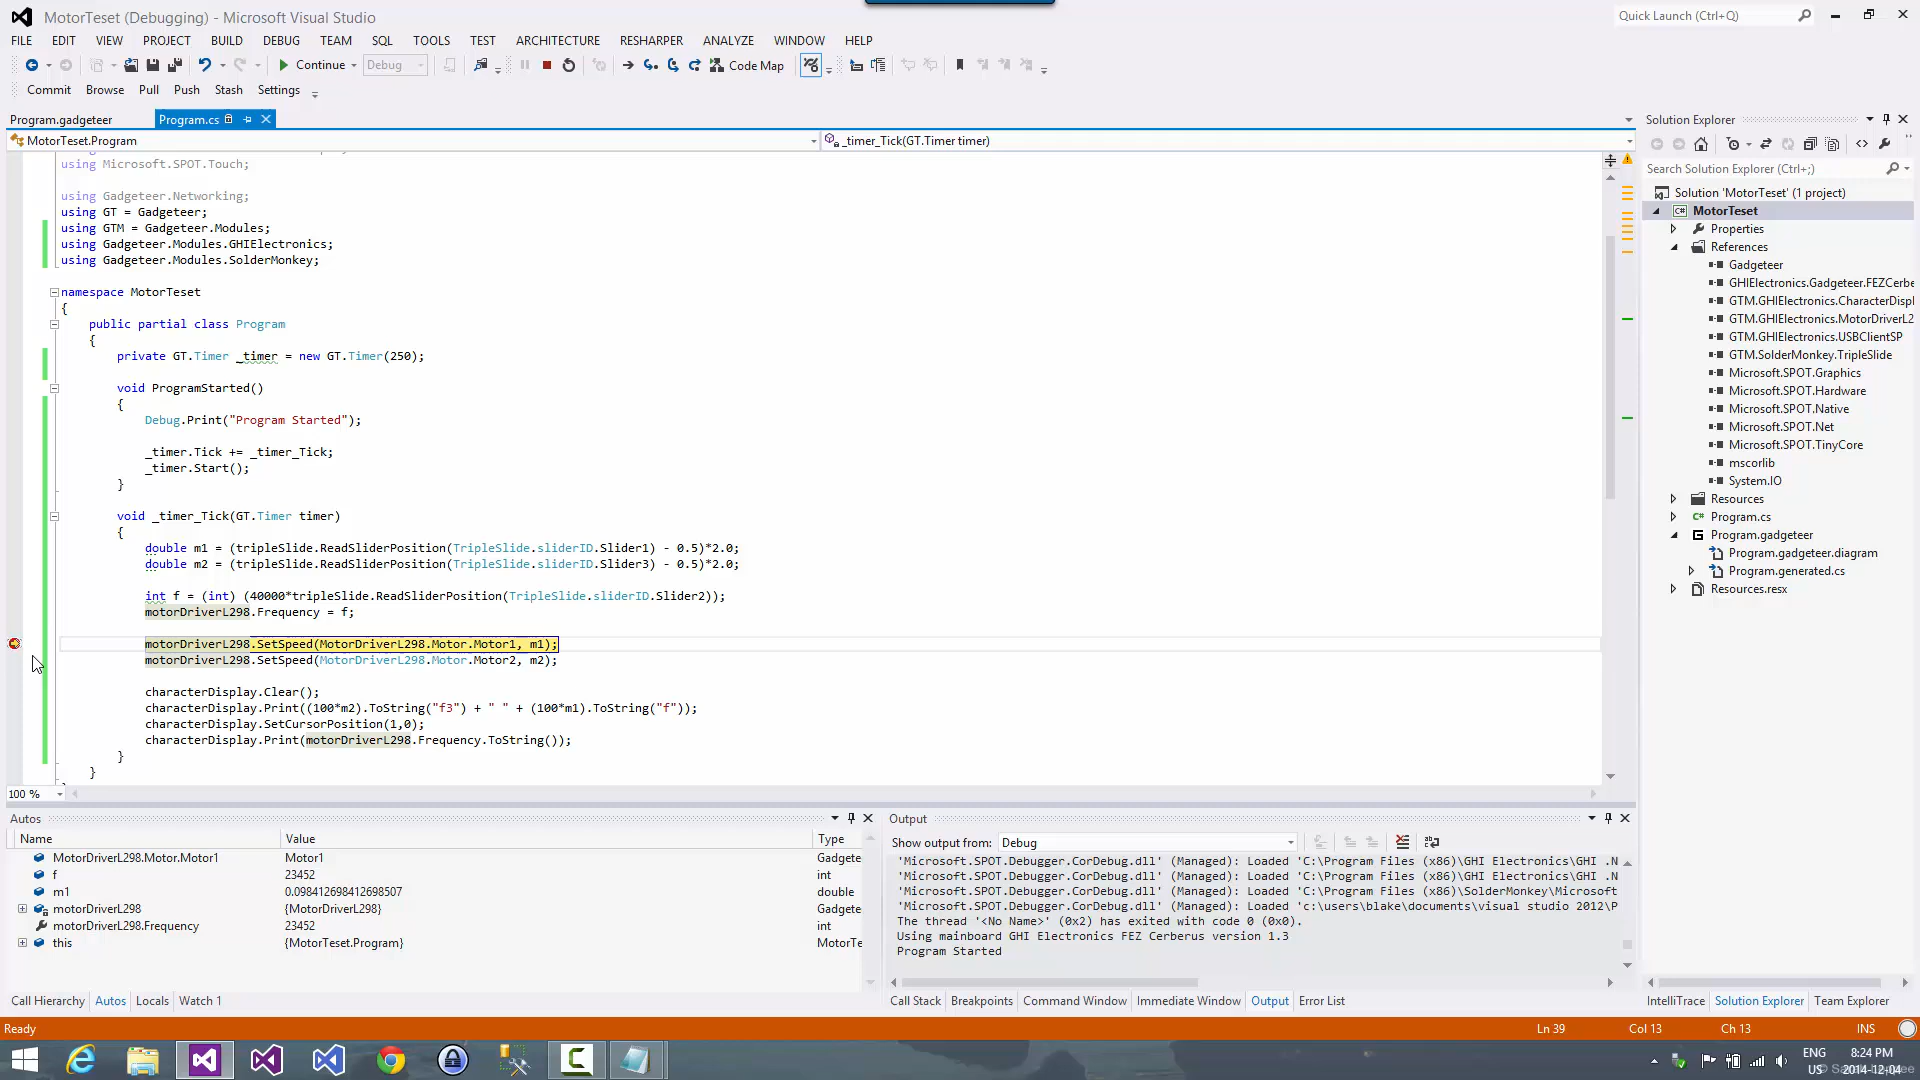 MotorTeset (Debugging) - Microsoft Visual Studio
Quick Launch (Ctrl+Q)
FILE EDIT VIEW PROJECT BUILD DEBUG TEAM SQL TOOLS TEST ARCHITECTURE RESHARPER ANALYZE WINDOW HELP
Continue Debug Code Map
Commit Browse Pull Push Stash Settings
Program.gadgeteer Program.cs
MotorTeset.Program _timer_Tick(GT.Timer timer)
using Microsoft.SPOT.Touch;
using Gadgeteer.Networking;
using GT = Gadgeteer;
using GTM = Gadgeteer.Modules;
using Gadgeteer.Modules.GHIElectronics;
using Gadgeteer.Modules.SolderMonkey;
namespace MotorTeset
{
public partial class Program
{
private GT.Timer _timer = new GT.Timer(250);
void ProgramStarted()
{
Debug.Print("Program Started");
_timer.Tick += _timer_Tick;
_timer.Start();
}
void _timer_Tick(GT.Timer timer)
{
double m1 = (tripleSlide.ReadSliderPosition(TripleSlide.sliderID.Slider1) - 0.5)*2.0;
double m2 = (tripleSlide.ReadSliderPosition(TripleSlide.sliderID.Slider3) - 0.5)*2.0;
int f = (int) (40000*tripleSlide.ReadSliderPosition(TripleSlide.sliderID.Slider2));
motorDriverL298.Frequency = f;
motorDriverL298.SetSpeed(MotorDriverL298.Motor.Motor1, m1);
motorDriverL298.SetSpeed(MotorDriverL298.Motor.Motor2, m2);
characterDisplay.Clear();
characterDisplay.Print((100*m2).ToString("f3") + " " + (100*m1).ToString("f"));
characterDisplay.SetCursorPosition(1,0);
characterDisplay.Print(motorDriverL298.Frequency.ToString());
}
}
100 %
Solution Explorer
Search Solution Explorer (Ctrl+;)
Solution 'MotorTeset' (1 project)
C# MotorTeset
Properties
References
Gadgeteer
GHIElectronics.Gadgeteer.FEZCerbe
GTM.GHIElectronics.CharacterDispl
GTM.GHIElectronics.MotorDriverL2
GTM.GHIElectronics.USBClientSP
GTM.SolderMonkey.TripleSlide
Microsoft.SPOT.Graphics
Microsoft.SPOT.Hardware
Microsoft.SPOT.Native
Microsoft.SPOT.Net
Microsoft.SPOT.TinyCore
mscorlib
System.IO
Resources
C# Program.cs
G Program.gadgeteer
Program.gadgeteer.diagram
Program.generated.cs
Resources.resx
Autos
Name Value Type
MotorDriverL298.Motor.Motor1 Motor1 Gadgete
f 23452 int
m1 0.098412698412698507 double
motorDriverL298 {MotorDriverL298} Gadgete
motorDriverL298.Frequency 23452 int
this {MotorTeset.Program} MotorTe
Call Hierarchy Autos Locals Watch 1
Output
Show output from: Debug
'Microsoft.SPOT.Debugger.CorDebug.dll' (Managed): Loaded 'C:\Program Files (x86)\GHI Electronics\GHI .N
'Microsoft.SPOT.Debugger.CorDebug.dll' (Managed): Loaded 'C:\Program Files (x86)\GHI Electronics\GHI .N
'Microsoft.SPOT.Debugger.CorDebug.dll' (Managed): Loaded 'C:\Program Files (x86)\SolderMonkey\Microsoft
'Microsoft.SPOT.Debugger.CorDebug.dll' (Managed): Loaded 'c:\users\blake\documents\visual studio 2012\P
The thread '<No Name>' (0x2) has exited with code 0 (0x0).
Using mainboard GHI Electronics FEZ Cerberus version 1.3
Program Started
Call Stack Breakpoints Command Window Immediate Window Output Error List
IntelliTrace Solution Explorer Team Explorer
Ready Ln 39 Col 13 Ch 13 INS
ENG
US
8:24 PM
2014-12-04